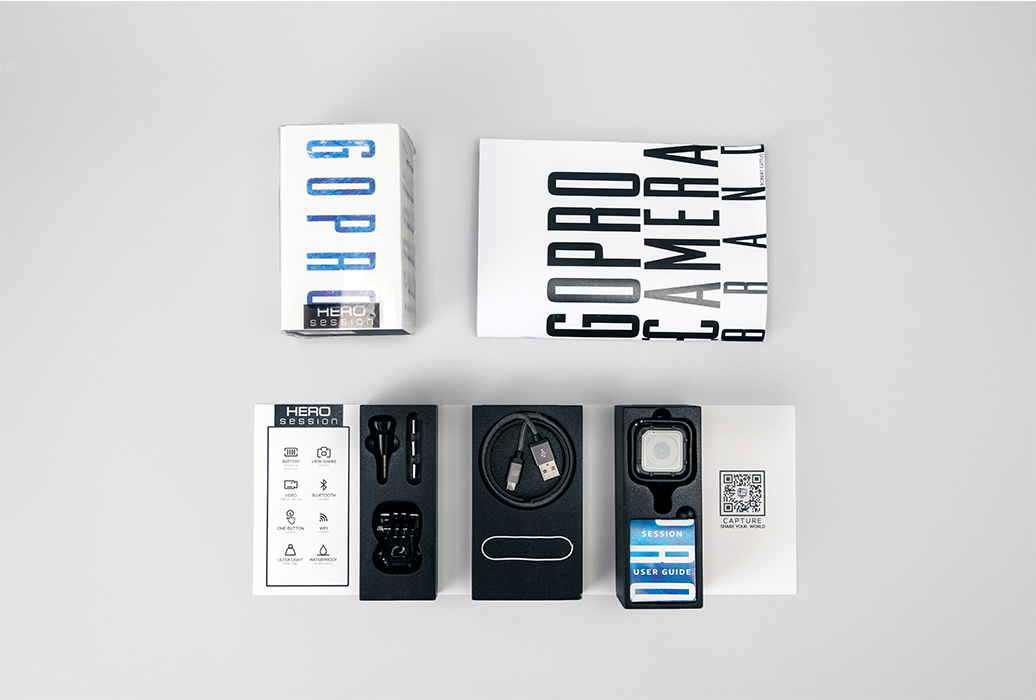 GOPRO
HERO
session
GOPRO
CAMERA
BRAND
HERO
session
BATTERY
VIEW SHARE
VIDEO
BLUETOOTH
ONE BUTTON
WIFI
ULTRA LIGHT
WATERPROOF
SESSION
USER GUIDE
CAPTURE
SHARE YOUR WORLD